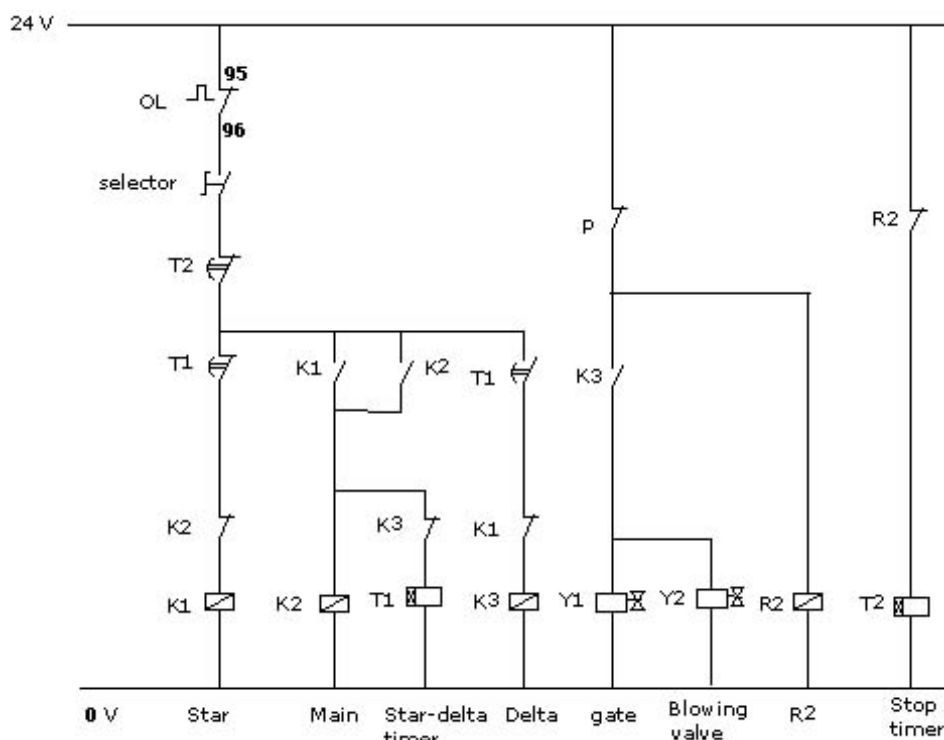 24 V
95
OL
96
selector
P
R2
T2
T1
K1
K2
T1
K3
K2
K3
K1
K1
K2
T1
K3
Y1
Y2
R2
T2
0 V
Star
Main
Star-delta
timer
Delta
gate
Blowing
valve
R2
Stop
timer